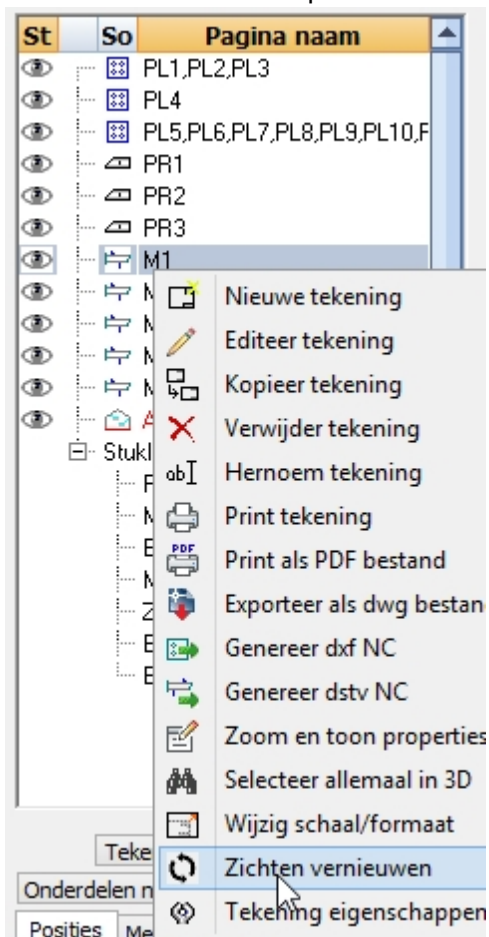 St So Pagina naam
PL1,PL2,PL3
PL4
PL5,PL6,PL7,PL8,PL9,PL10,F
PR1
PR2
PR3
M1
Nieuwe tekening
Editeer tekening
Kopieer tekening
Verwijder tekening
Stukl
Hernoem tekening
Print tekening
Print als PDF bestand
Exporteer als dwg bestan
Genereer dxf NC
Genereer dstv NC
Zoom en toon properties
Selecteer allemaal in 3D
Wijzig schaal/formaat
Teke
Zichten vernieuwen
Onderdelen n
Tekening eigenschappen
Posities Me